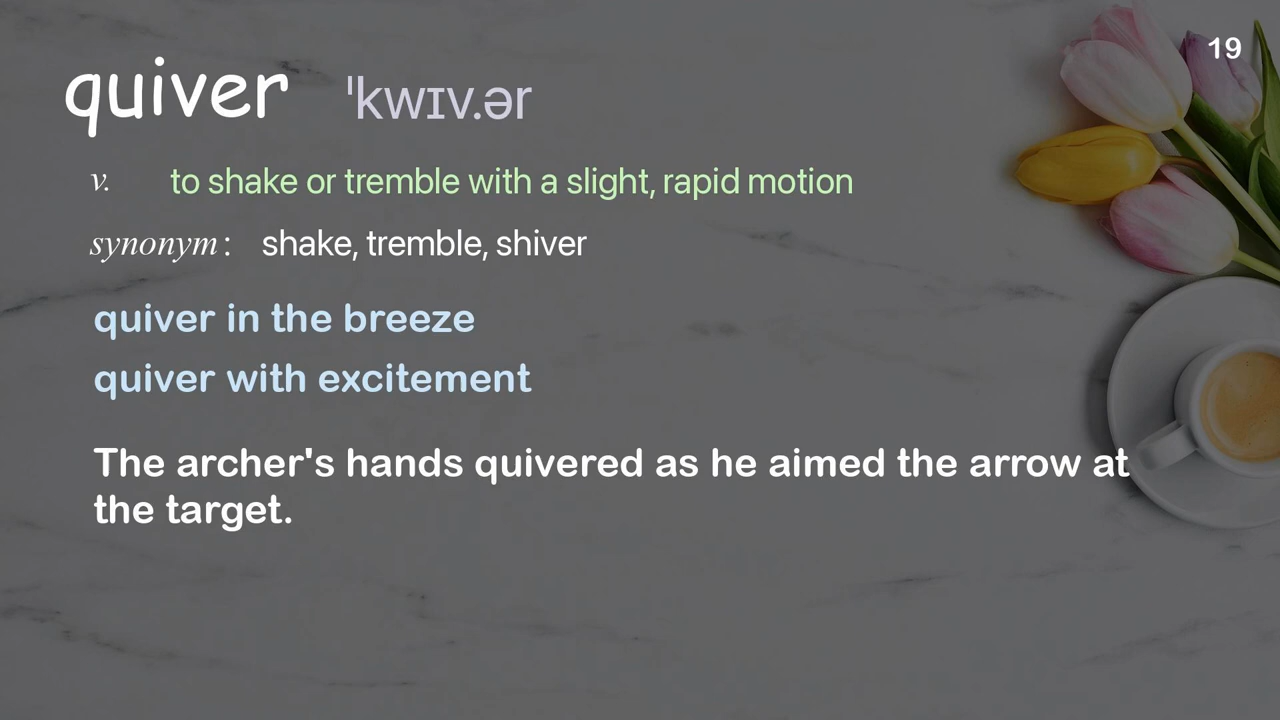 19
quiver ˈkwɪv.ər
v. to shake or tremble with a slight, rapid motion
synonym: shake, tremble, shiver
quiver in the breeze
quiver with excitement
The archer's hands quivered as he aimed the arrow at
the target.